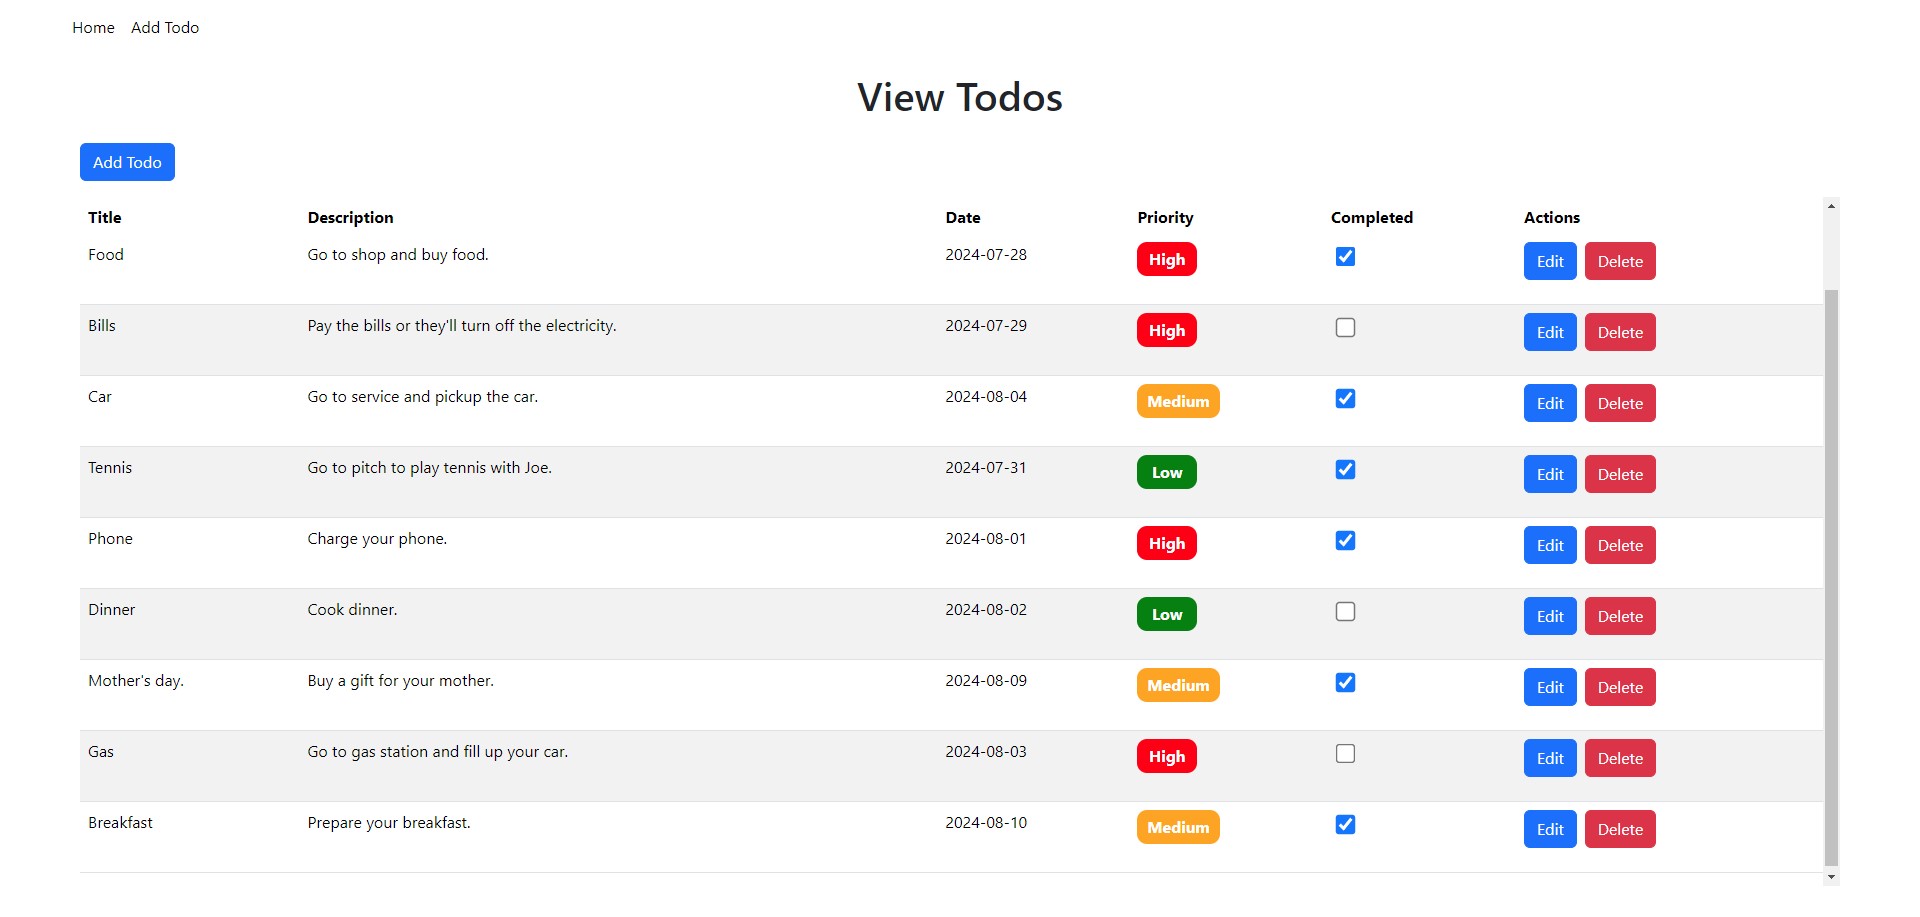 Home Add Todo
View Todos
Add Todo
Title Description Date Priority Completed Actions
Food Go to shop and buy food. 2024-07-28 High Edit Delete
Bills Pay the bills or they'll turn off the electricity. 2024-07-29 High Edit Delete
Car Go to service and pickup the car. 2024-08-04 Medium Edit Delete
Tennis Go to pitch to play tennis with Joe. 2024-07-31 Low Edit Delete
Phone Charge your phone. 2024-08-01 High Edit Delete
Dinner Cook dinner. 2024-08-02 Low Edit Delete
Mother's day. Buy a gift for your mother. 2024-08-09 Medium Edit Delete
Gas Go to gas station and fill up your car. 2024-08-03 High Edit Delete
Breakfast Prepare your breakfast. 2024-08-10 Medium Edit Delete